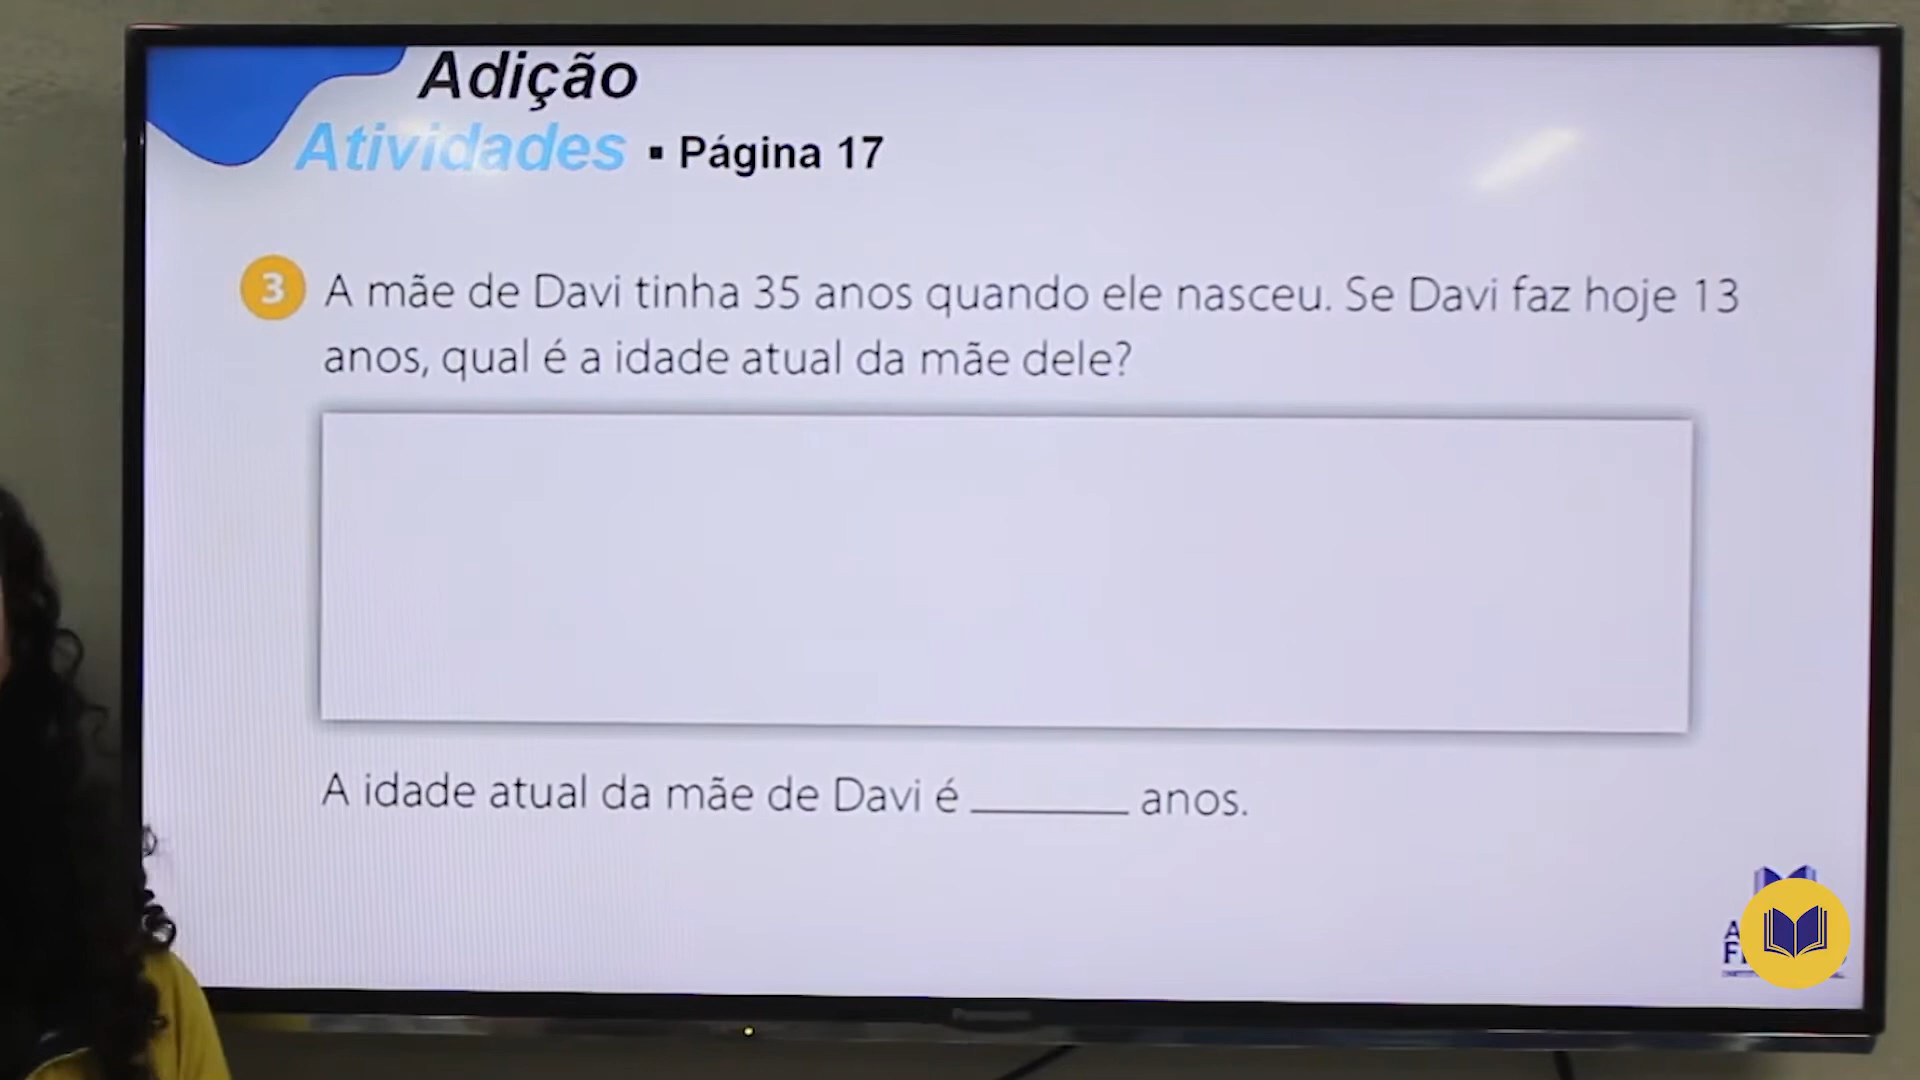 Adição
Atividades ▪ Página 17
3 A mãe de Davi tinha 35 anos quando ele nasceu. Se Davi faz hoje 13
anos, qual é a idade atual da mãe dele?
A idade atual da mãe de Davi é ______ anos.